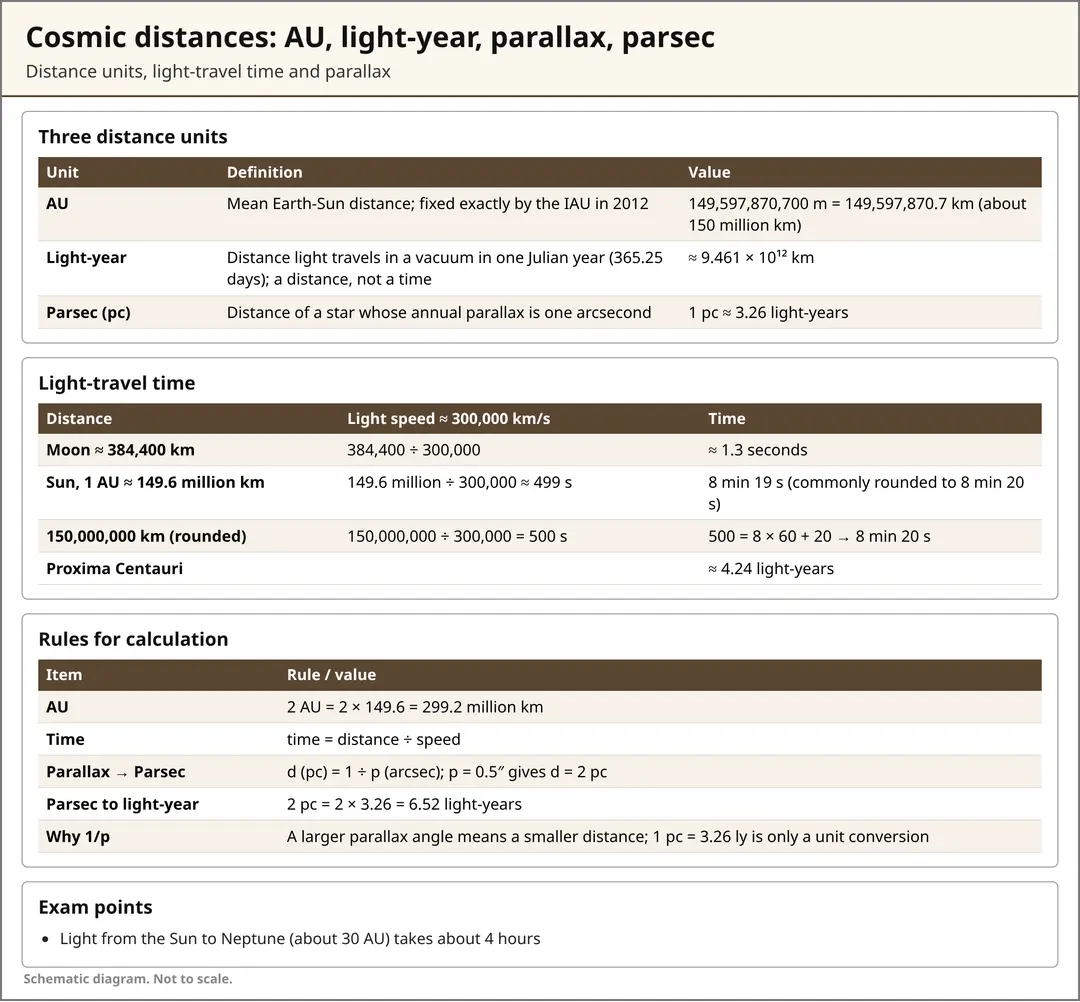 Cosmic distances: AU, light-year, parallax, parsec
Distance units, light-travel time and parallax
Three distance units
Unit Definition Value
AU Mean Earth-Sun distance; fixed exactly by the IAU in 2012 149,597,870,700 m = 149,597,870.7 km (about
150 million km)
Light-year Distance light travels in a vacuum in one Julian year (365.25 ≈ 9.461 × 10¹² km
days); a distance, not a time
Parsec (pc) Distance of a star whose annual parallax is one arcsecond 1 pc ≈ 3.26 light-years
Light-travel time
Distance Light speed ≈ 300,000 km/s Time
Moon ≈ 384,400 km 384,400 ÷ 300,000 ≈ 1.3 seconds
Sun, 1 AU ≈ 149.6 million km 149.6 million ÷ 300,000 ≈ 499 s 8 min 19 s (commonly rounded to 8 min 20
s)
150,000,000 km (rounded) 150,000,000 ÷ 300,000 = 500 s 500 = 8 × 60 + 20 → 8 min 20 s
Proxima Centauri ≈ 4.24 light-years
Rules for calculation
Item Rule / value
AU 2 AU = 2 × 149.6 = 299.2 million km
Time time = distance ÷ speed
Parallax → Parsec d (pc) = 1 ÷ p (arcsec); p = 0.5″ gives d = 2 pc
Parsec to light-year 2 pc = 2 × 3.26 = 6.52 light-years
Why 1/p A larger parallax angle means a smaller distance; 1 pc = 3.26 ly is only a unit conversion
Exam points
• Light from the Sun to Neptune (about 30 AU) takes about 4 hours
Schematic diagram. Not to scale.